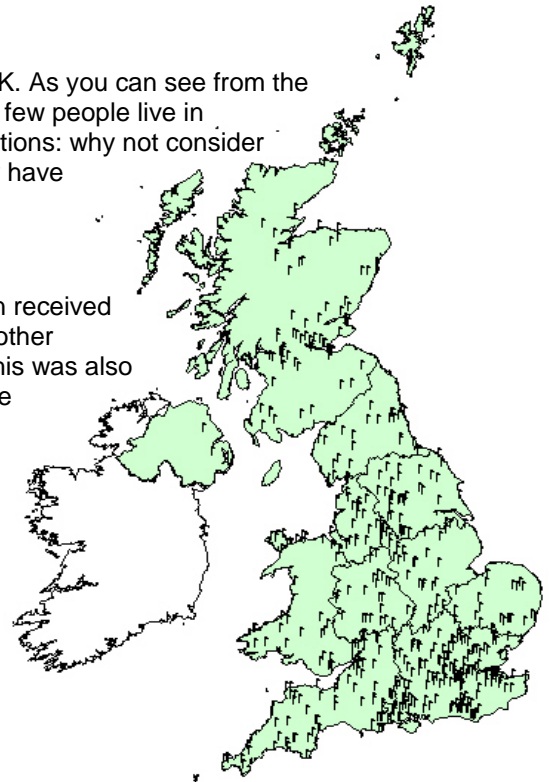 K. As you can see from the
few people live in
tions: why not consider
have
n received
other
his was also
e